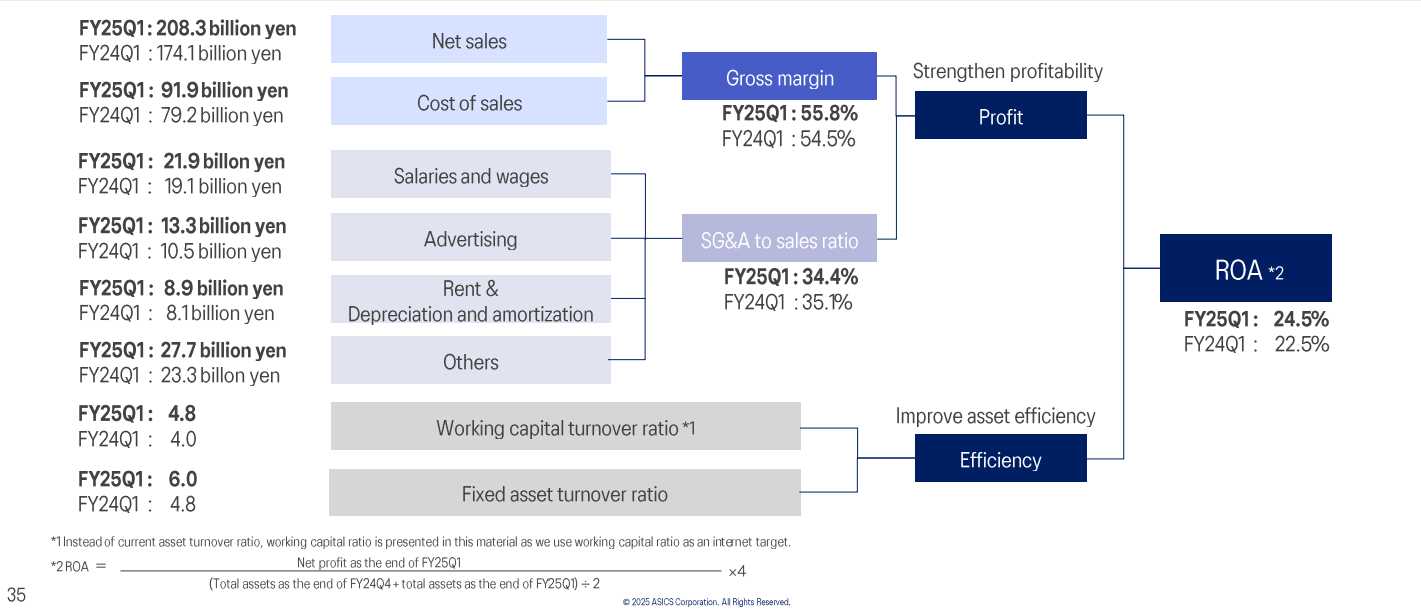 FY25Q1 : 208.3 billion yen
FY24Q1 : 174.1 billion yen
Net sales
FY25Q1 : 91.9 billion yen
FY24Q1 : 79.2 billion yen
Cost of sales
Gross margin
FY25Q1 : 55.8%
FY24Q1 : 54.5%
Strengthen profitability
Profit
FY25Q1 : 21.9 billon yen
FY24Q1 : 19.1 billion yen
Salaries and wages
FY25Q1 : 13.3 billion yen
FY24Q1 : 10.5 billion yen
Advertising
SG&A to sales ratio
FY25Q1 : 34.4%
FY24Q1 : 35.1%
FY25Q1 : 8.9 billion yen
FY24Q1 : 8.1 billion yen
Rent &
Depreciation and amortization
FY25Q1 : 27.7 billion yen
FY24Q1 : 23.3 billon yen
Others
ROA *2
FY25Q1 : 24.5%
FY24Q1 : 22.5%
FY25Q1 : 4.8
FY24Q1 : 4.0
Working capital turnover ratio *1
FY25Q1 : 6.0
FY24Q1 : 4.8
Fixed asset turnover ratio
Improve asset efficiency
Efficiency
*1 Instead of current asset turnover ratio, working capital ratio is presented in this material as we use working capital ratio as an internet target.
*2 ROA =
Net profit as the end of FY25Q1
(Total assets as the end of FY24Q4 + total assets as the end of FY25Q1) ÷ 2
×4
35
© 2025 ASICS Corporation. All Rights Reserved.